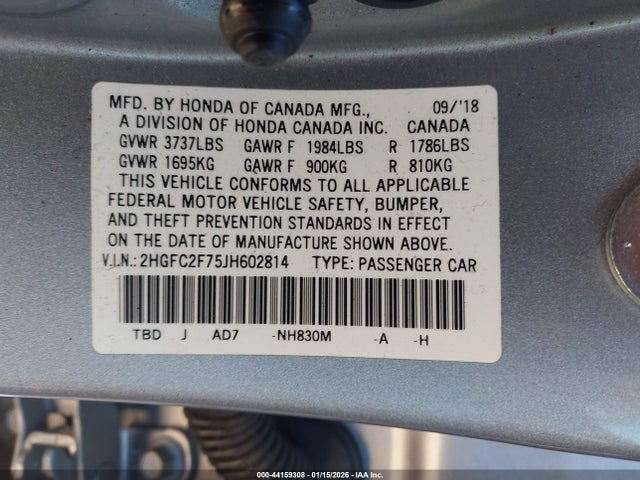 MFD. BY HONDA OF CANADA MFG., 09/'18
A DIVISION OF HONDA CANADA INC. CANADA
GVWR 3737LBS GAWR F 1984LBS R 1786LBS
GVWR 1695KG GAWR F 900KG R 810KG
THIS VEHICLE CONFORMS TO ALL APPLICABLE
FEDERAL MOTOR VEHICLE SAFETY, BUMPER,
AND THEFT PREVENTION STANDARDS IN EFFECT
ON THE DATE OF MANUFACTURE SHOWN ABOVE.
V.I.N.: 2HGFC2F75JH602814 TYPE: PASSENGER CAR
TBD J AD7 -NH830M -A -H
000-44159308 - 01/15/2026 - IAA Inc.